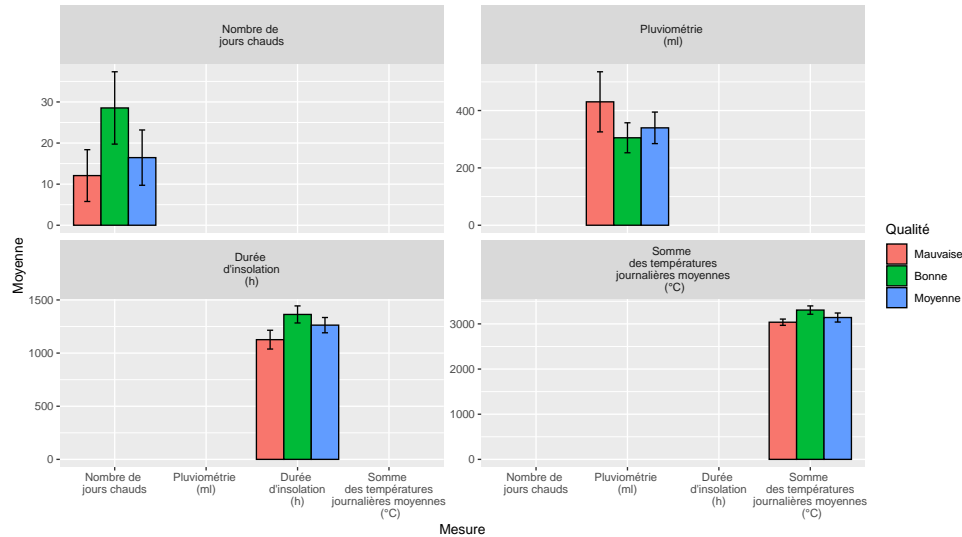 Nombre de
jours chauds
Pluviométrie
(ml)
30
20
10
0
400
200
0
Moyenne
Durée
d'insolation
(h)
Somme
des températures
journalières moyennes
(°C)
1500
1000
500
0
3000
2000
1000
0
Nombre de
jours chauds
Pluviométrie
(ml)
Durée
d'insolation
(h)
Somme
des températures
journalières moyennes
(°C)
Nombre de
jours chauds
Pluviométrie
(ml)
Durée
d'insolation
(h)
Somme
des températures
journalières moyennes
(°C)
Mesure
Qualité
Mauvaise
Bonne
Moyenne